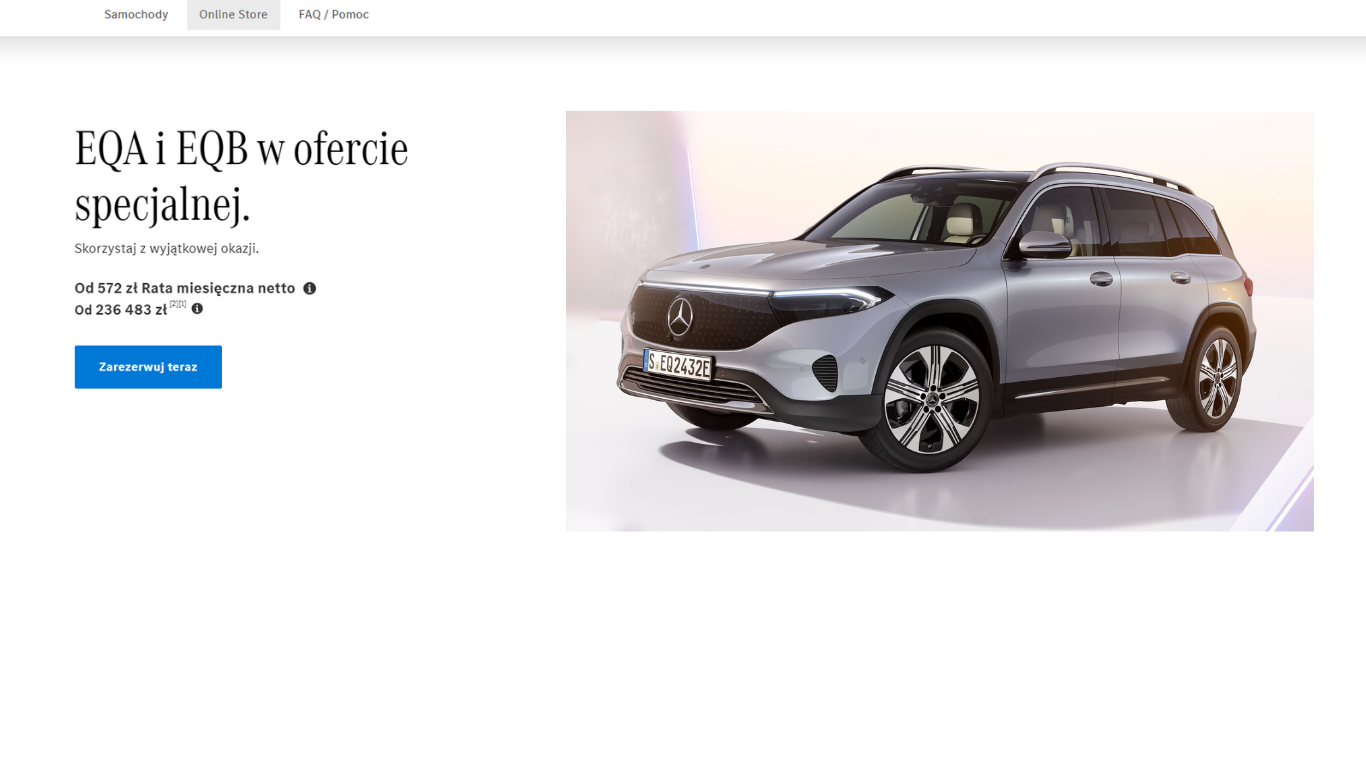 Samochody
Online Store
FAQ / Pomoc
EQA i EQB w ofercie
specjalnej.
Skorzystaj z wyjątkowej okazji.
Od 572 zł Rata miesięczna netto
Od 236 483 zł [2][1]
Zarezerwuj teraz
S EQ2432E